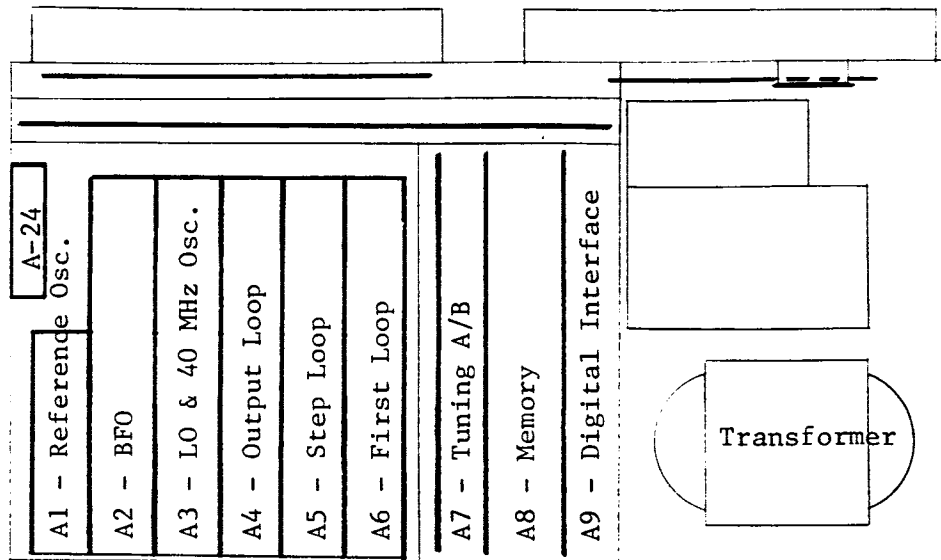 A-24
A1 - Reference Osc.
A2 - BFO
A3 - LO & 40 MHz Osc.
A4 - Output Loop
A5 - Step Loop
A6 - First Loop
A7 - Tuning A/B
A8 - Memory
A9 - Digital Interface
Transformer